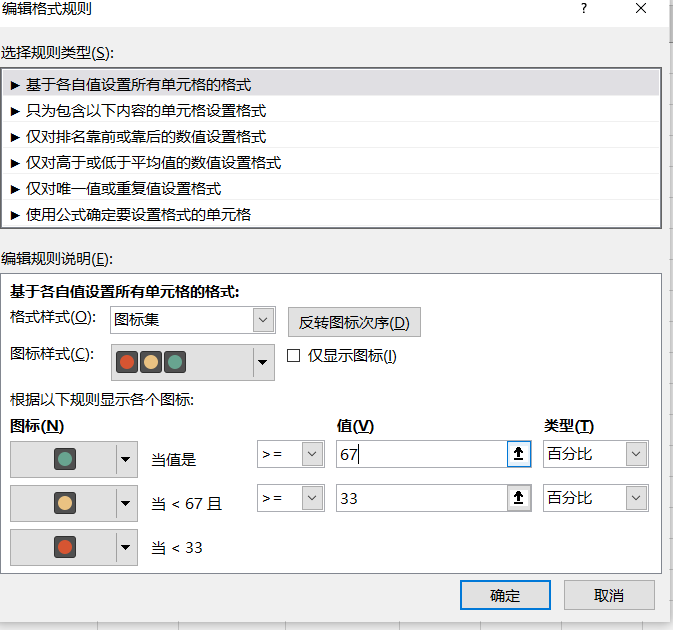 编辑格式规则 ?
选择规则类型(S):
► 基于各自值设置所有单元格的格式
► 只为包含以下内容的单元格设置格式
► 仅对排名靠前或靠后的数值设置格式
► 仅对高于或低于平均值的数值设置格式
► 仅对唯一值或重复值设置格式
► 使用公式确定要设置格式的单元格
编辑规则说明(E):
基于各自值设置所有单元格的格式:
格式样式(O): 图标集 反转图标次序(D)
图标样式(C): 仅显示图标(I)
根据以下规则显示各个图标:
图标(N) 值(V) 类型(T)
当值是 >= 67 百分比
当 < 67 且 >= 33 百分比
当 < 33
确定 取消